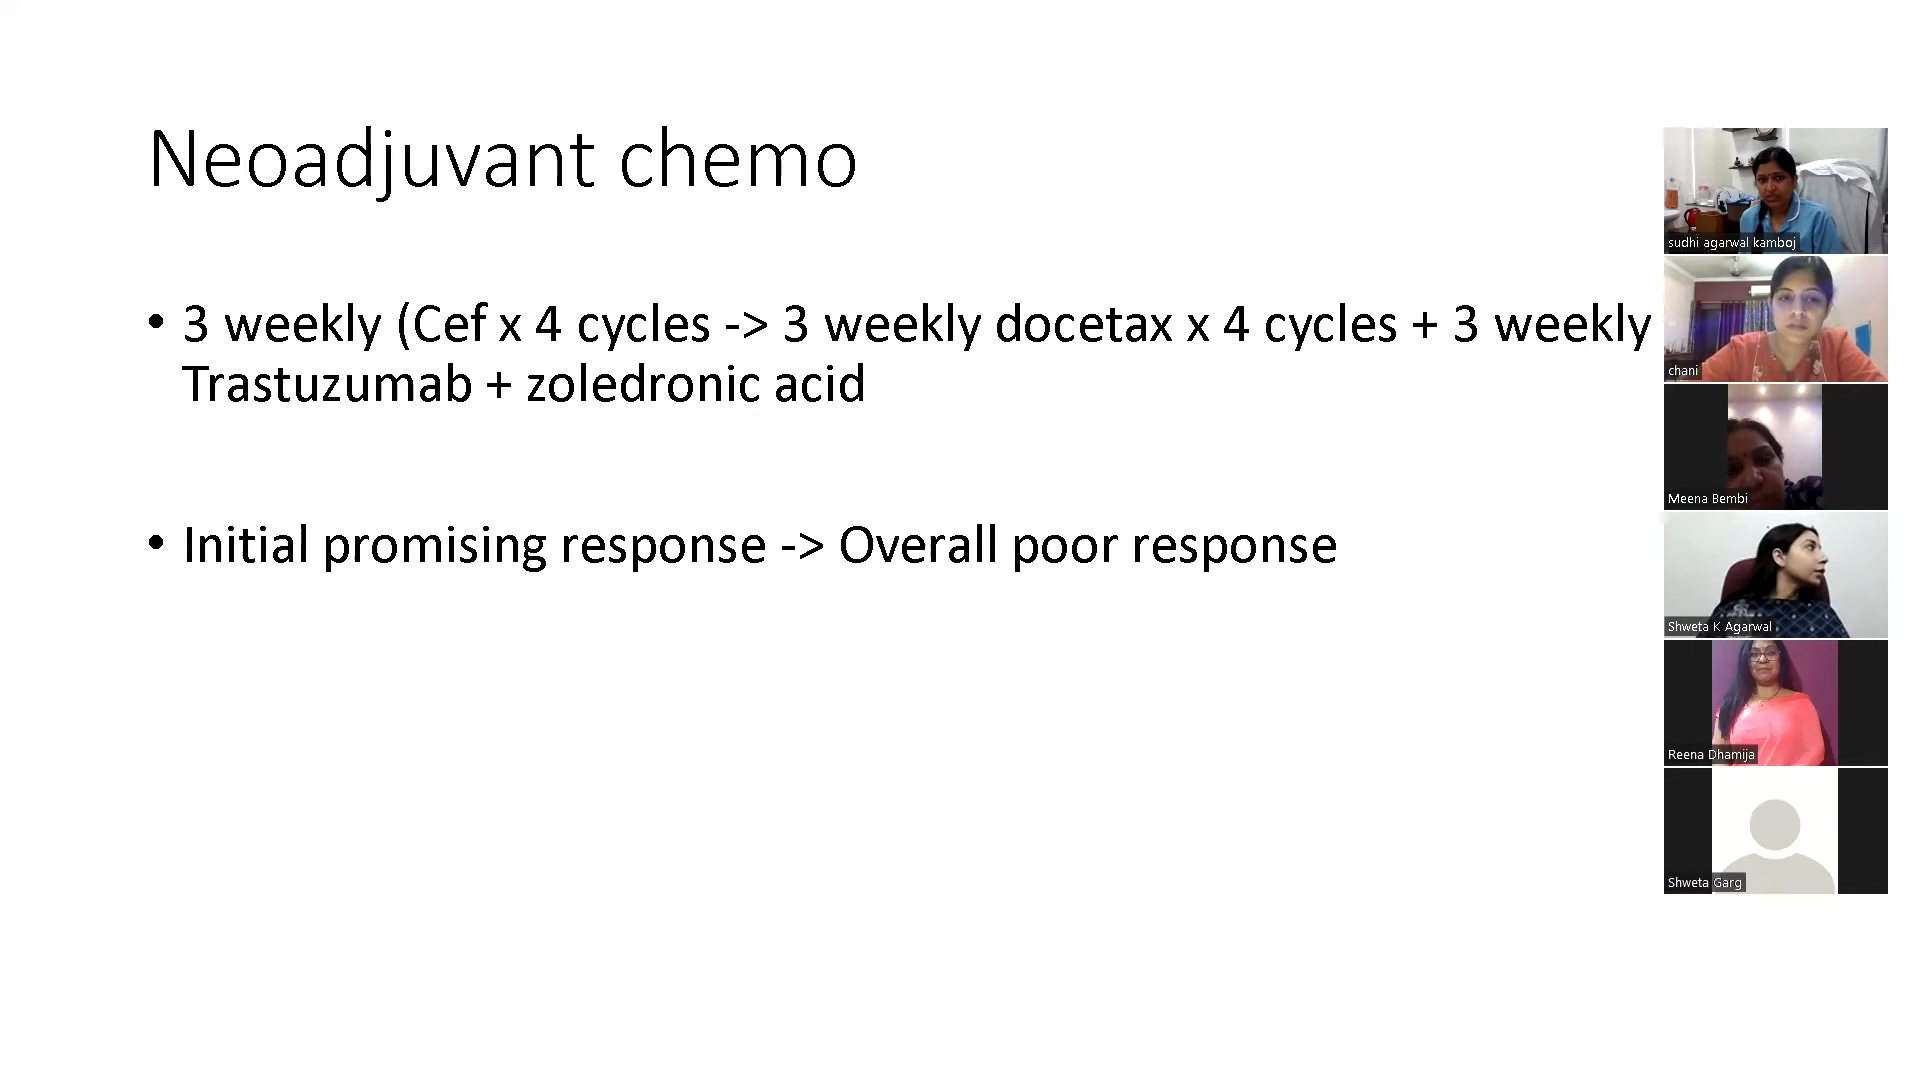 Neoadjuvant chemo
• 3 weekly (Cef x 4 cycles -> 3 weekly docetax x 4 cycles + 3 weekly
Trastuzumab + zoledronic acid
• Initial promising response -> Overall poor response
sudhi agarwal kamboj
chani
Meena Bembi
Shweta K Agarwal
Reena Dhamija
Shweta Garg